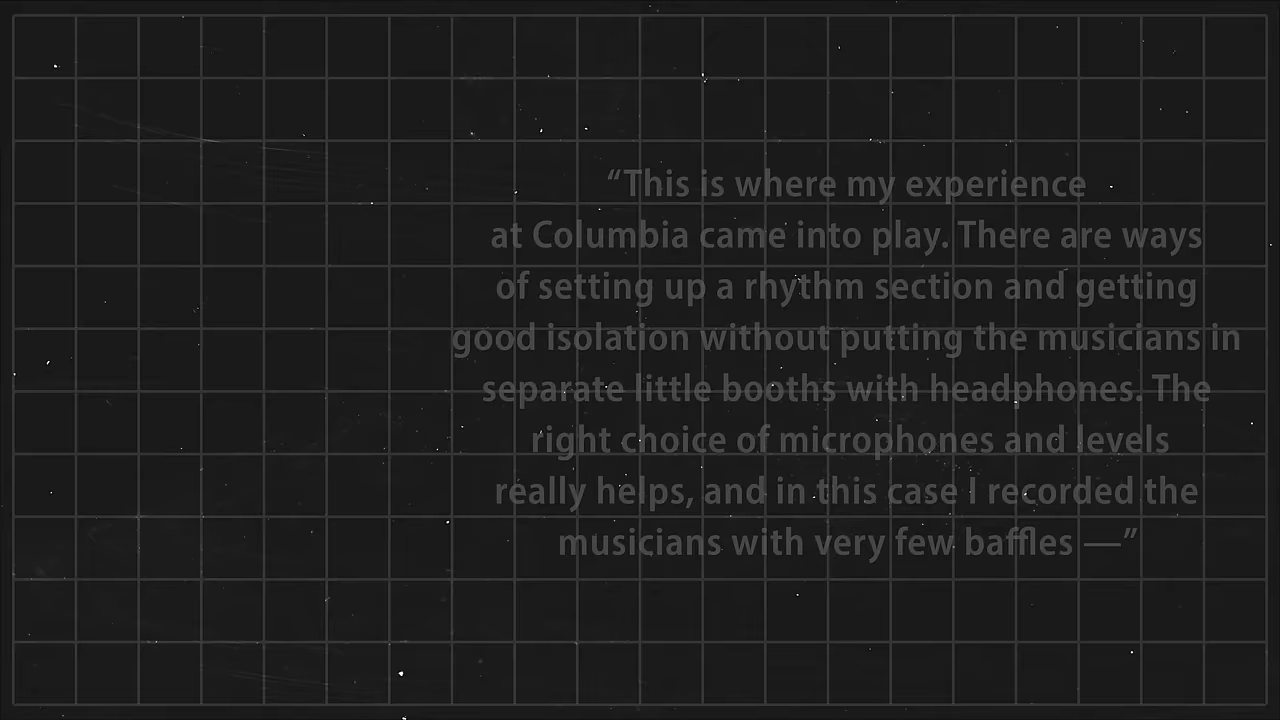 “This is where my experience
at Columbia came into play. There are ways
of setting up a rhythm section and getting
good isolation without putting the musicians in
separate little booths with headphones. The
right choice of microphones and levels
really helps, and in this case I recorded the
musicians with very few baffles —”